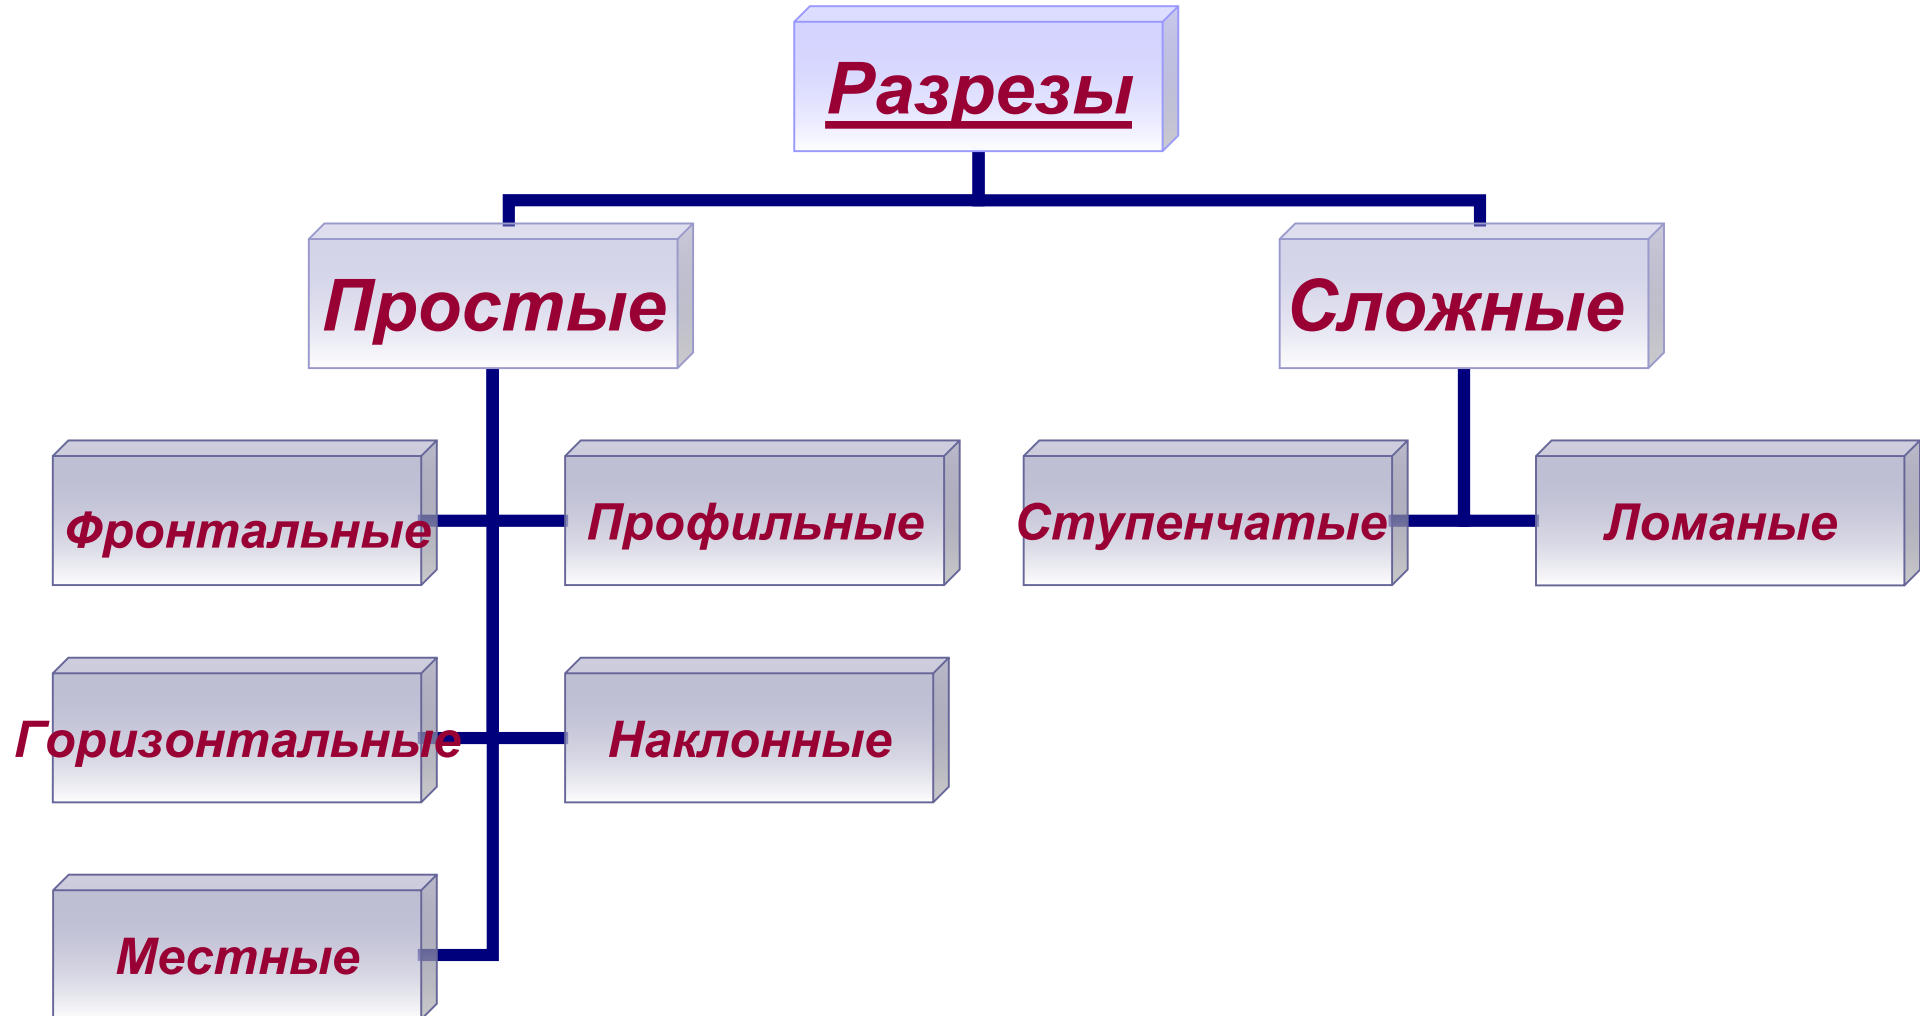 Разрезы
Простые
Сложные
Фронтальные
Профильные
Ступенчатые
Ломаные
Горизонтальные
Наклонные
Местные